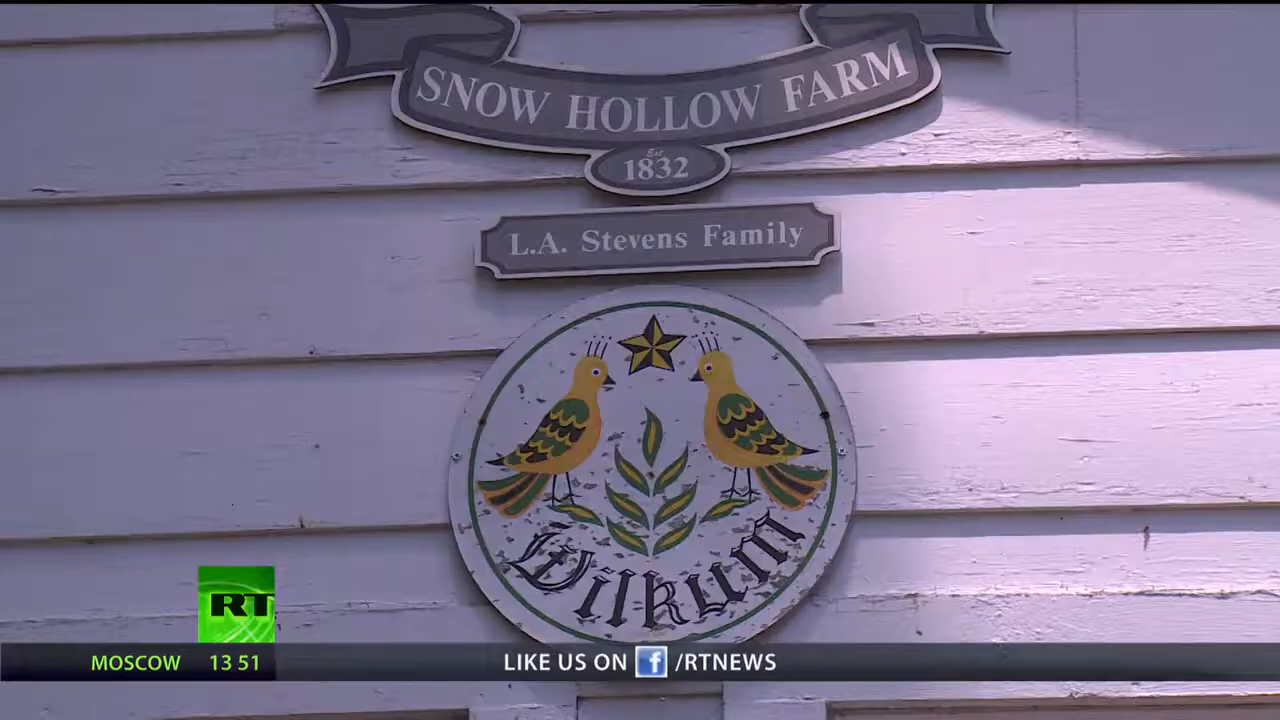 SNOW HOLLOW FARM
Est
1832
L.A. Stevens Family
Wilkum
RT
MOSCOW 13 51
LIKE US ON f /RTNEWS